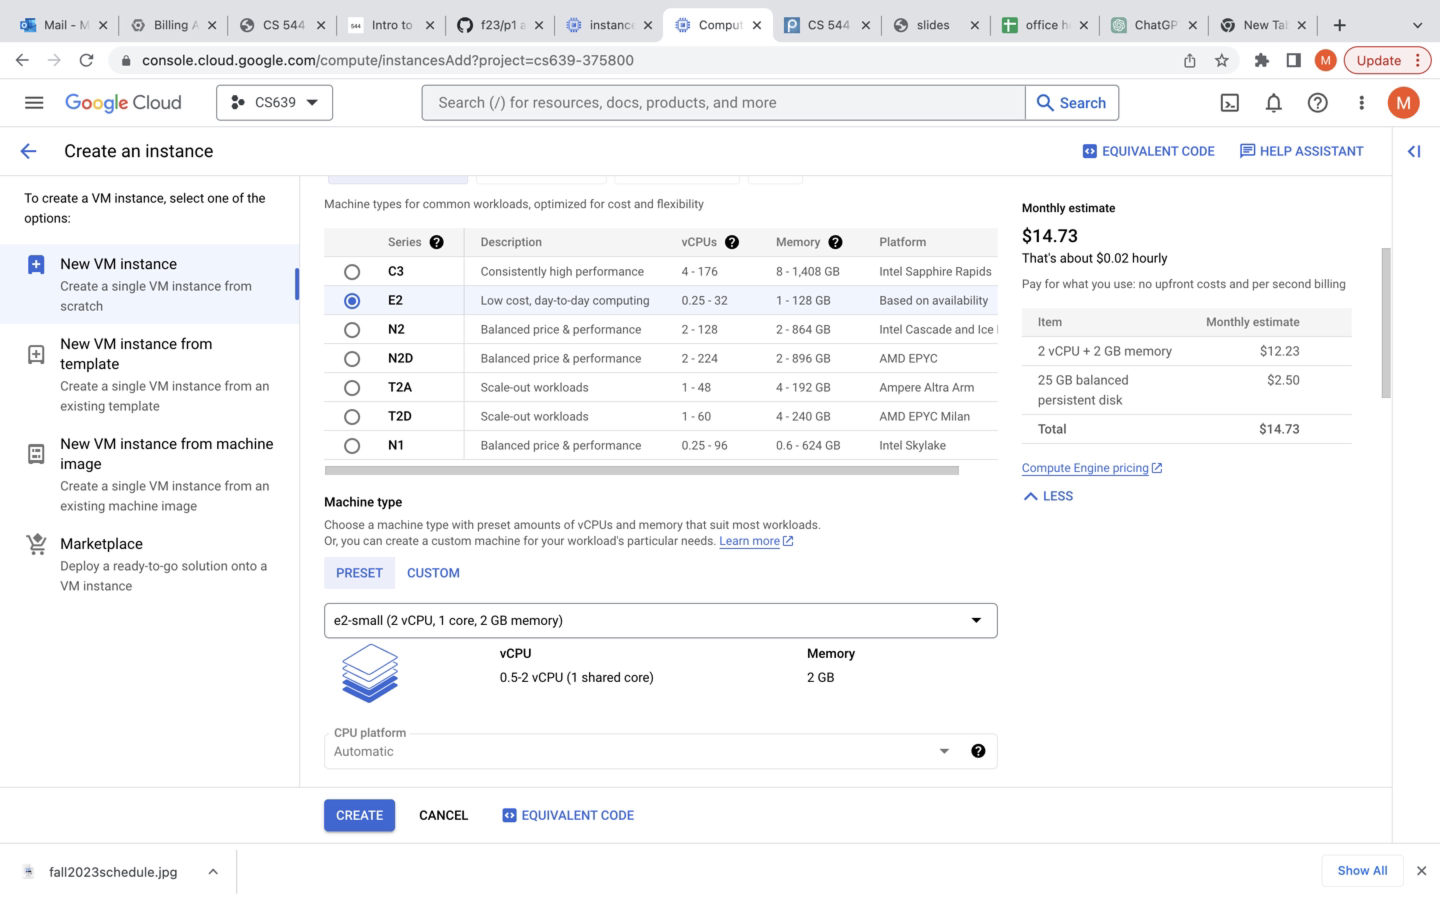 Mail - M
Billing A
CS 544
544
Intro to
f23/p1 a
instance
Comput
CS 544
slides
office h
ChatGP
New Ta
console.cloud.google.com/compute/instancesAdd?project=cs639-375800
M
Update
Google Cloud
CS639
Search (/) for resources, docs, products, and more
Search
M
Create an instance
EQUIVALENT CODE
HELP ASSISTANT
To create a VM instance, select one of the
options:
New VM instance
Create a single VM instance from
scratch
New VM instance from
template
Create a single VM instance from an
existing template
New VM instance from machine
image
Create a single VM instance from an
existing machine image
Marketplace
Deploy a ready-to-go solution onto a
VM instance
Machine types for common workloads, optimized for cost and flexibility
Series Description vCPUs Memory Platform
C3 Consistently high performance 4 - 176 8 - 1,408 GB Intel Sapphire Rapids
E2 Low cost, day-to-day computing 0.25 - 32 1 - 128 GB Based on availability
N2 Balanced price & performance 2 - 128 2 - 864 GB Intel Cascade and Ice
N2D Balanced price & performance 2 - 224 2 - 896 GB AMD EPYC
T2A Scale-out workloads 1 - 48 4 - 192 GB Ampere Altra Arm
T2D Scale-out workloads 1 - 60 4 - 240 GB AMD EPYC Milan
N1 Balanced price & performance 0.25 - 96 0.6 - 624 GB Intel Skylake
Machine type
Choose a machine type with preset amounts of vCPUs and memory that suit most workloads.
Or, you can create a custom machine for your workload's particular needs. Learn more
PRESET CUSTOM
e2-small (2 vCPU, 1 core, 2 GB memory)
vCPU Memory
0.5-2 vCPU (1 shared core) 2 GB
CPU platform
Automatic
CREATE CANCEL EQUIVALENT CODE
Monthly estimate
$14.73
That's about $0.02 hourly
Pay for what you use: no upfront costs and per second billing
Item Monthly estimate
2 vCPU + 2 GB memory $12.23
25 GB balanced $2.50
persistent disk
Total $14.73
Compute Engine pricing
LESS
fall2023schedule.jpg
Show All